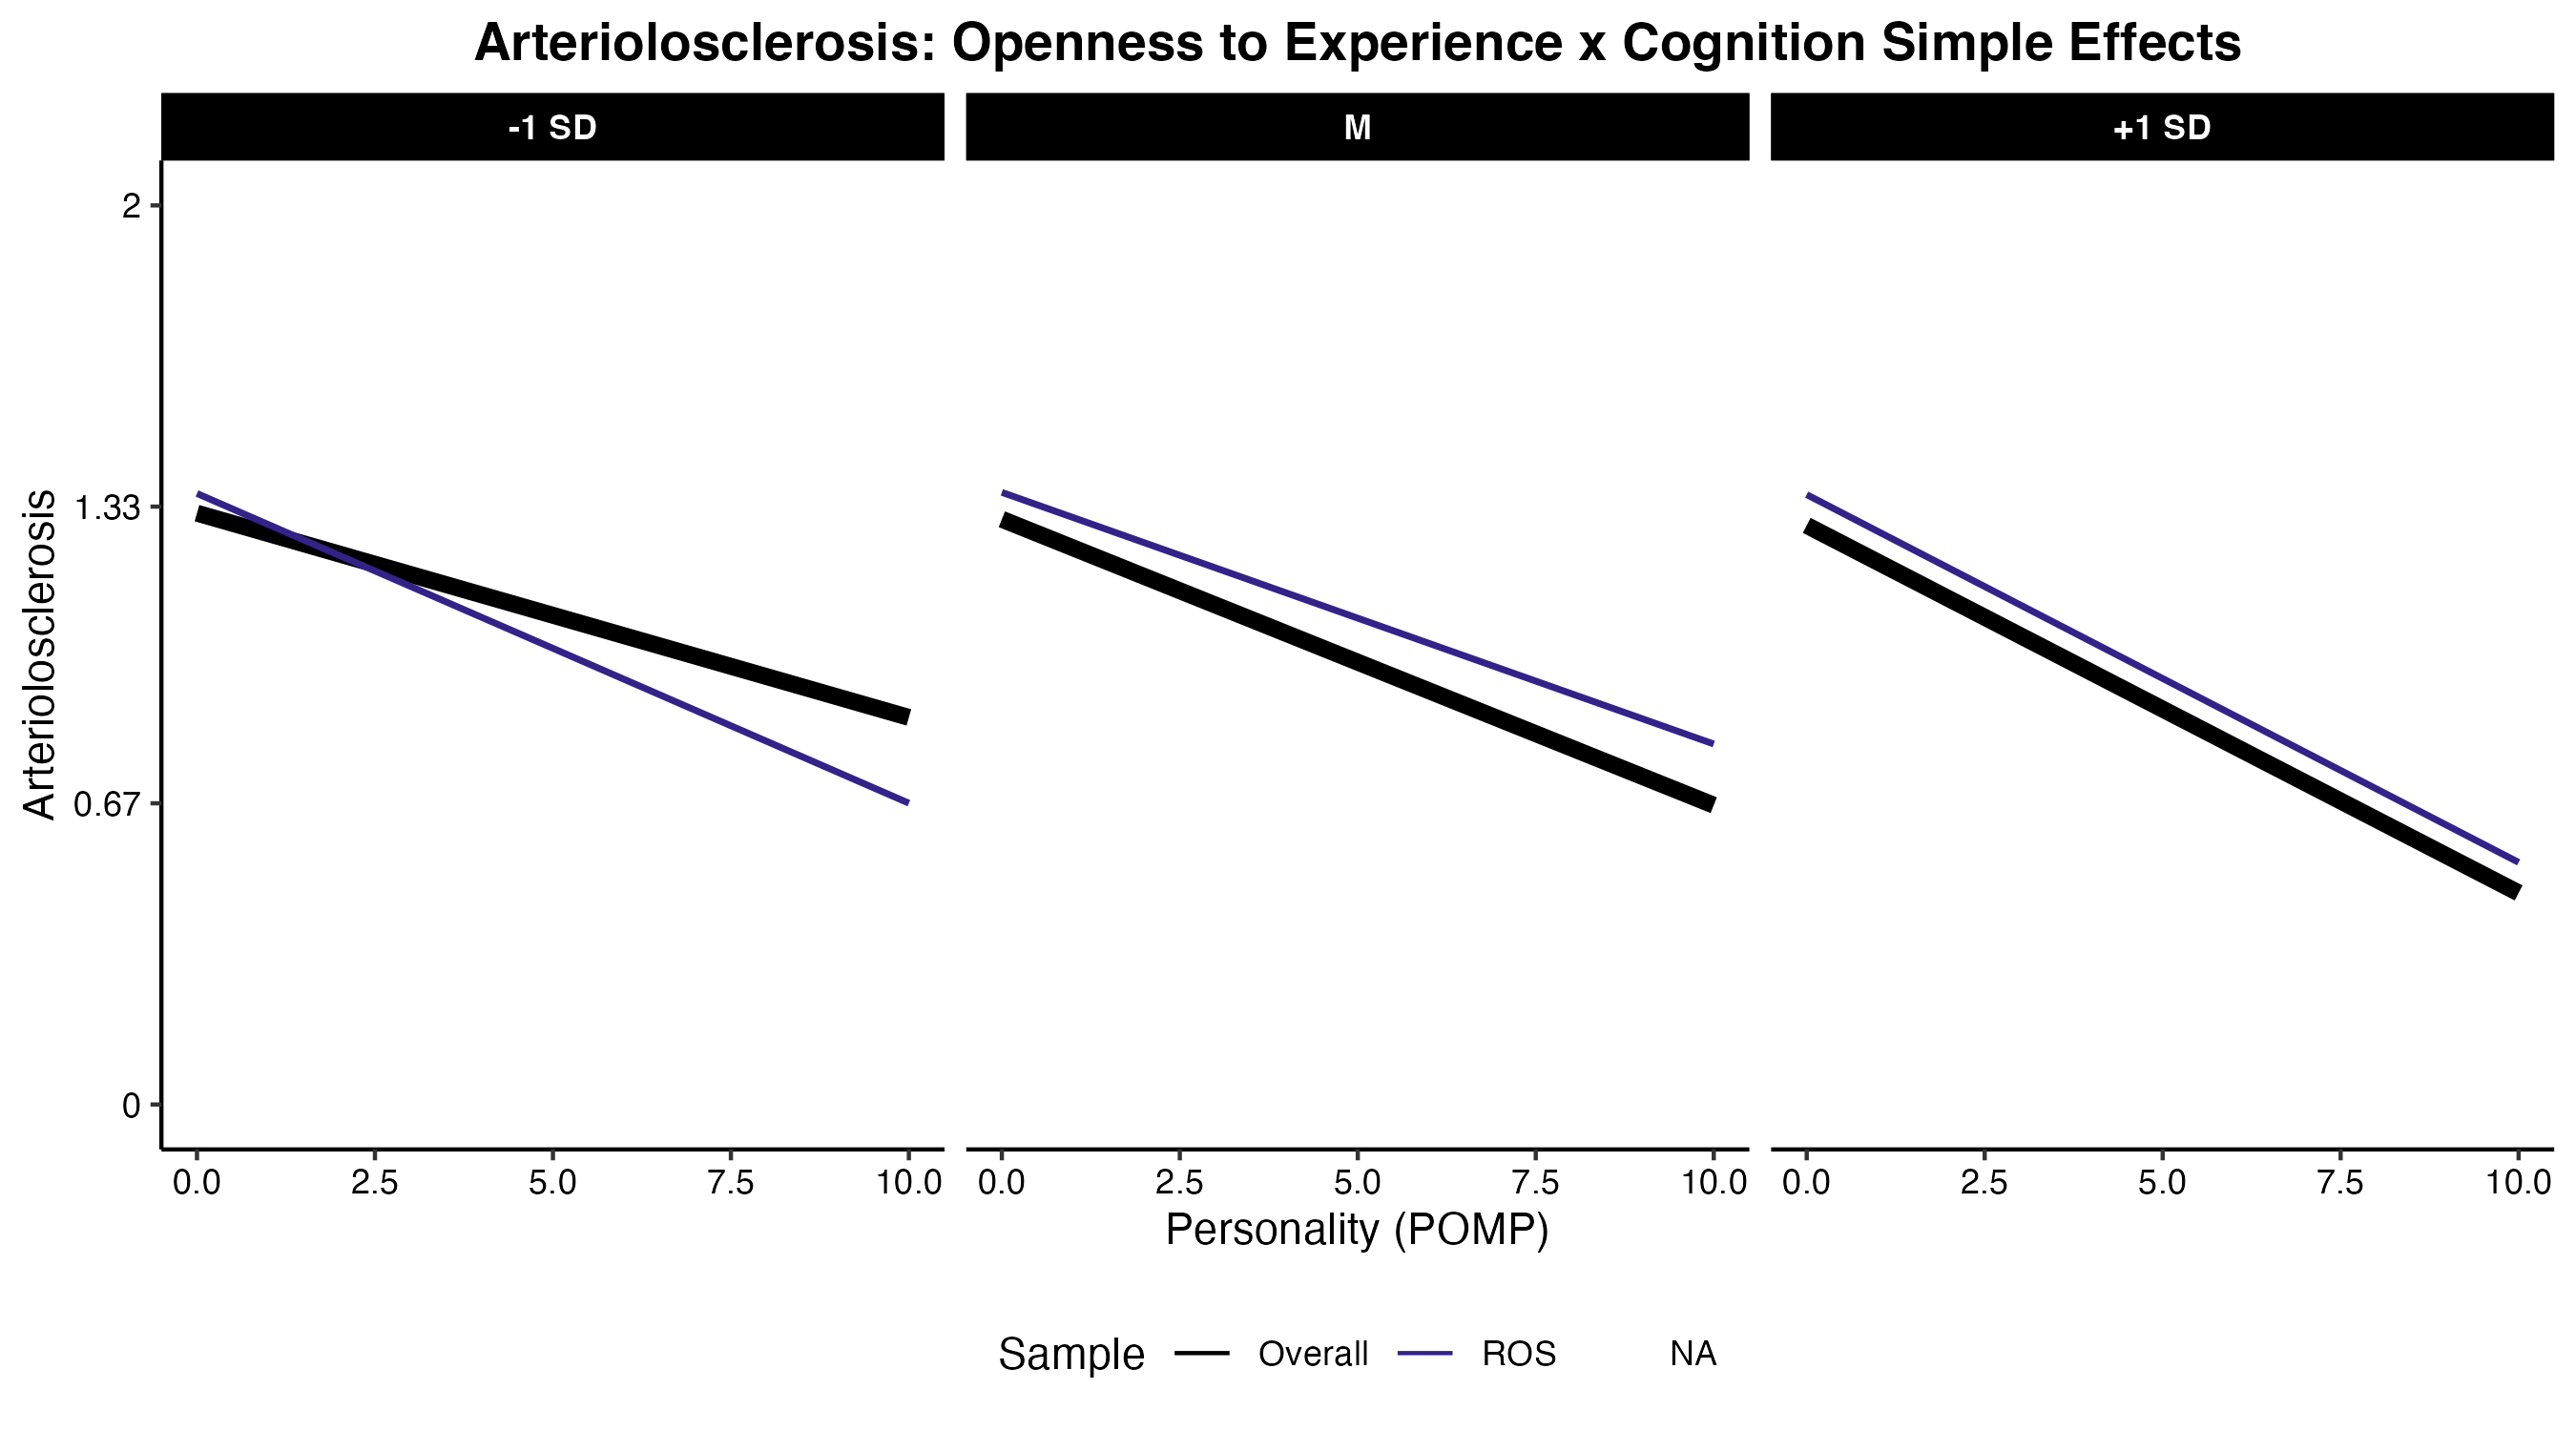 Arteriolosclerosis: Openness to Experience x Cognition Simple Effects
-1 SD M +1 SD
2
1.33
0.67
0
Arteriolosclerosis
0.0 2.5 5.0 7.5 10.0 0.0 2.5 5.0 7.5 10.0 0.0 2.5 5.0 7.5 10.0
Personality (POMP)
Sample Overall ROS NA